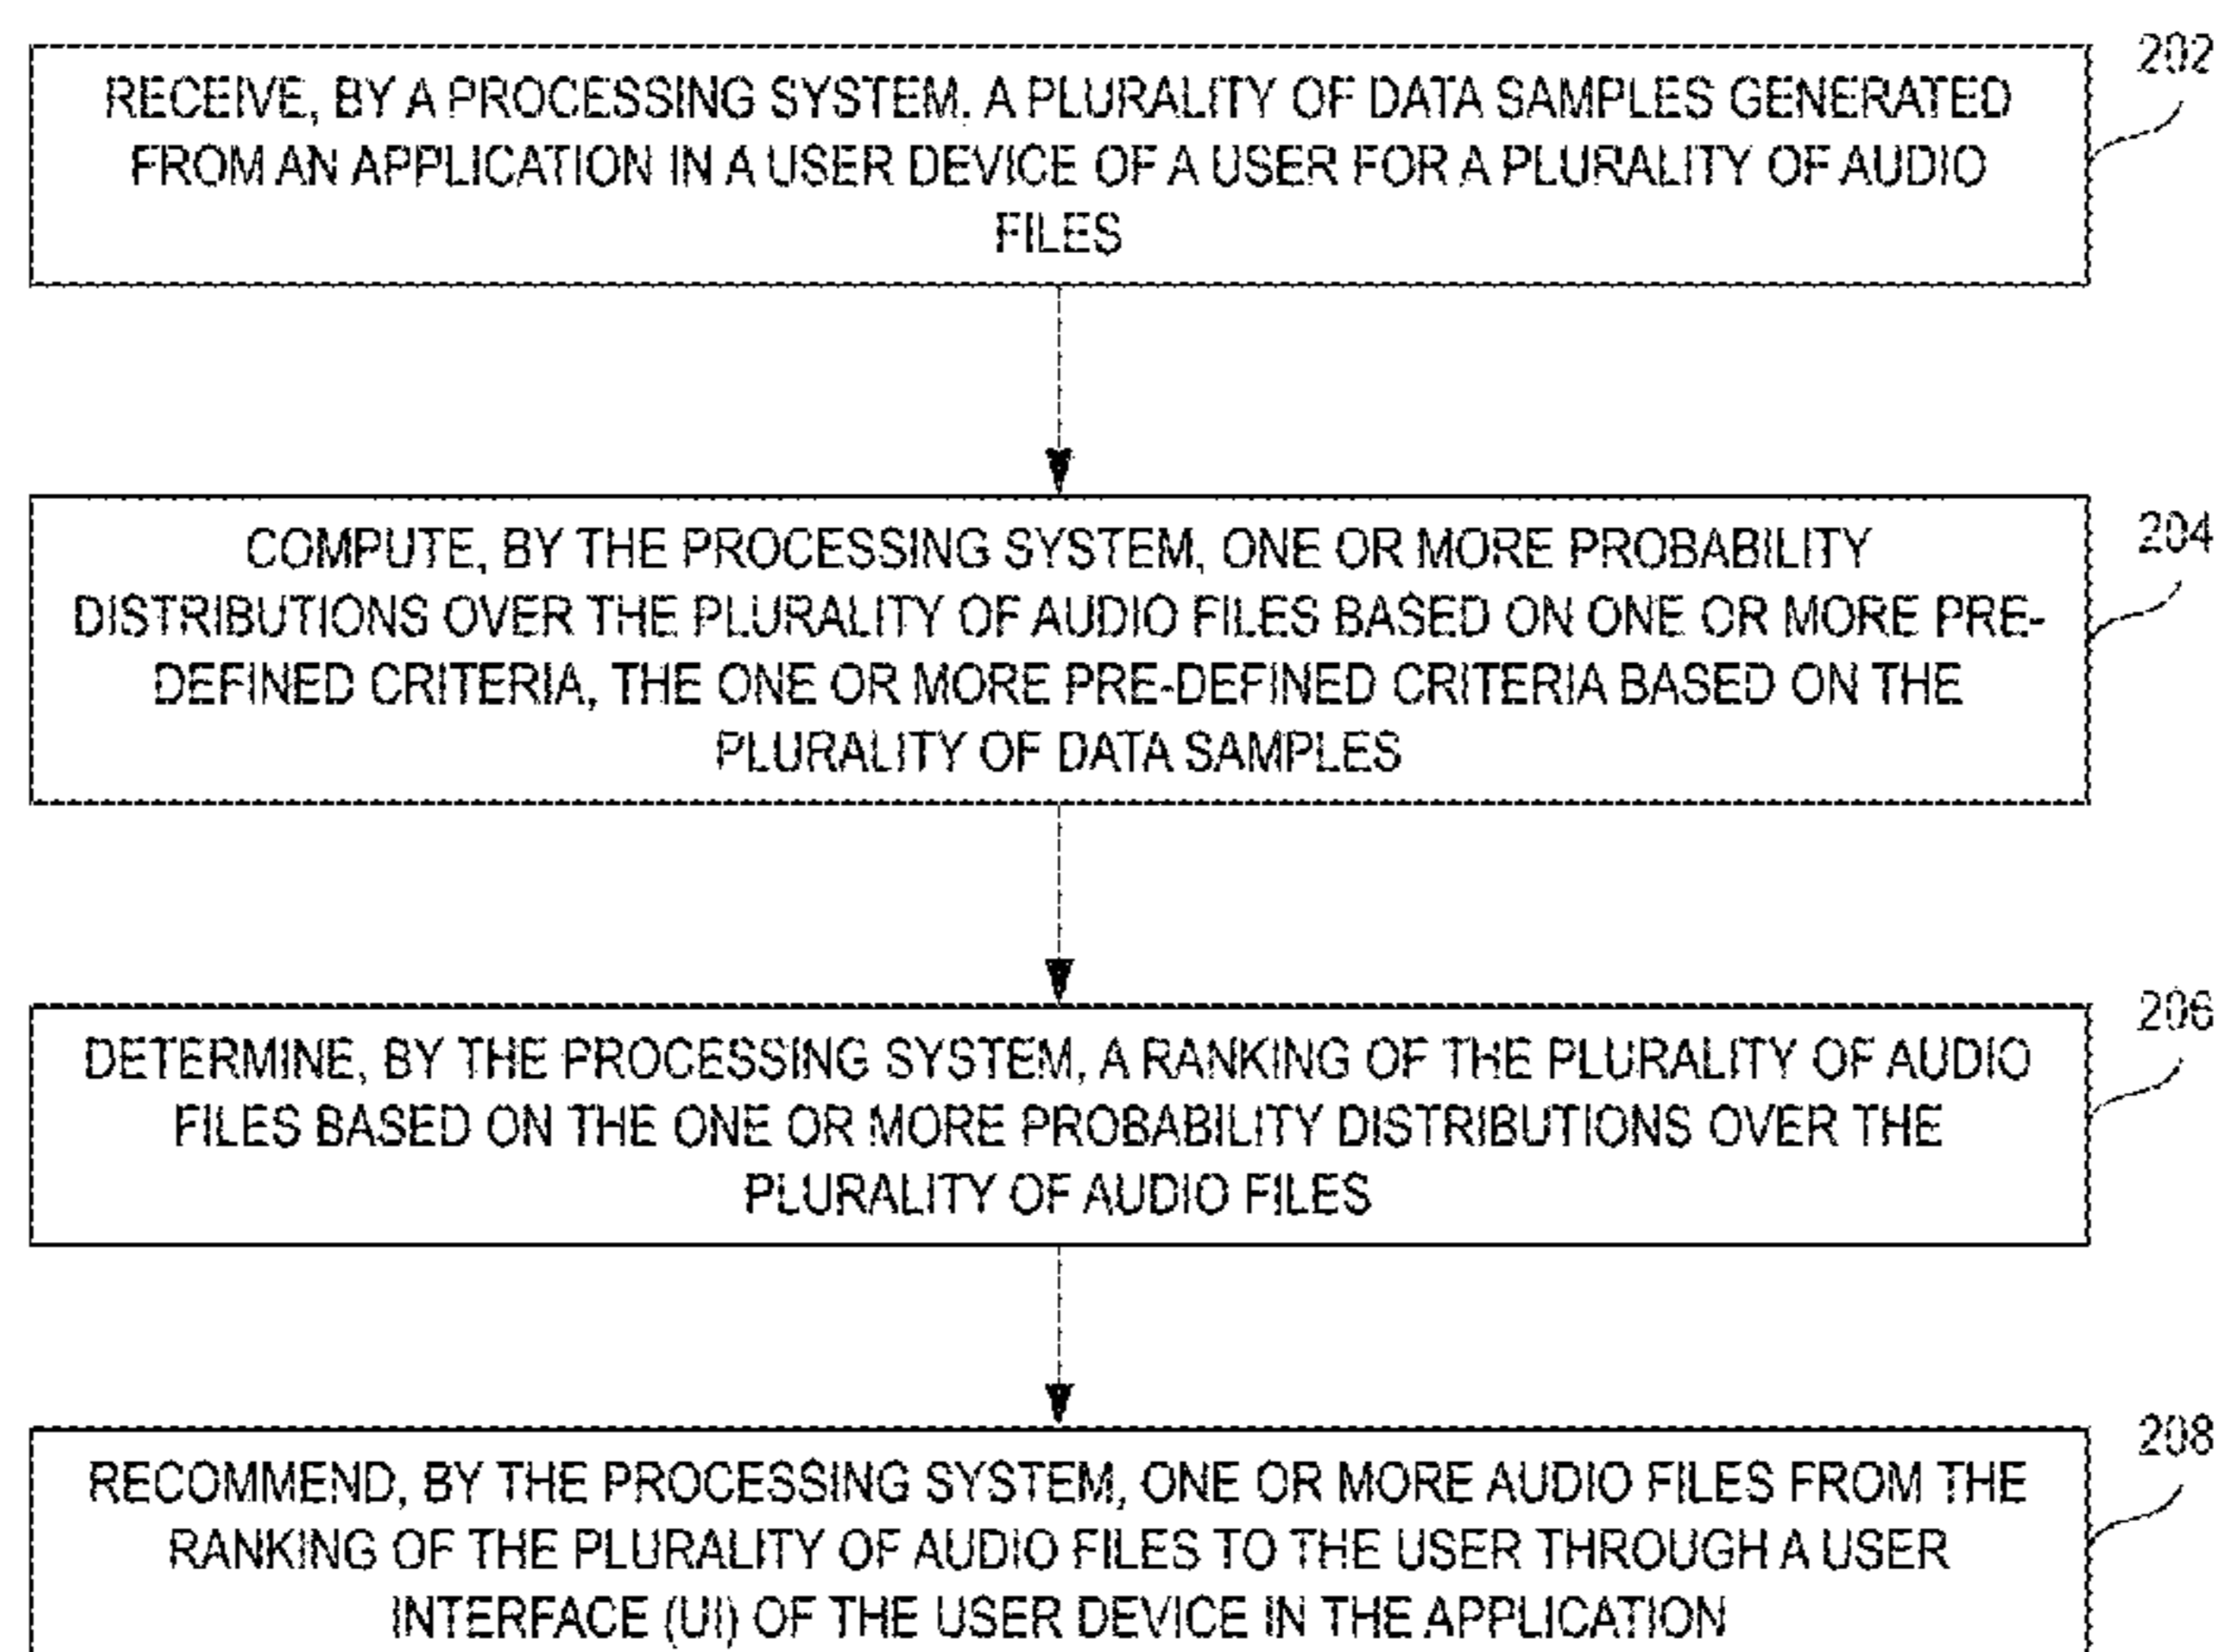 202
RECEIVE, BY A PROCESSING SYSTEM, A PLURALITY OF DATA SAMPLES GENERATED
FROM AN APPLICATION IN A USER DEVICE OF A USER FOR A PLURALITY OF AUDIO
FILES
204
COMPUTE, BY THE PROCESSING SYSTEM, ONE OR MORE PROBABILITY
DISTRIBUTIONS OVER THE PLURALITY OF AUDIO FILES BASED ON ONE OR MORE PRE-
DEFINED CRITERIA, THE ONE OR MORE PRE-DEFINED CRITERIA BASED ON THE
PLURALITY OF DATA SAMPLES
206
DETERMINE, BY THE PROCESSING SYSTEM, A RANKING OF THE PLURALITY OF AUDIO
FILES BASED ON THE ONE OR MORE PROBABILITY DISTRIBUTIONS OVER THE
PLURALITY OF AUDIO FILES
208
RECOMMEND, BY THE PROCESSING SYSTEM, ONE OR MORE AUDIO FILES FROM THE
RANKING OF THE PLURALITY OF AUDIO FILES TO THE USER THROUGH A USER
INTERFACE (UI) OF THE USER DEVICE IN THE APPLICATION